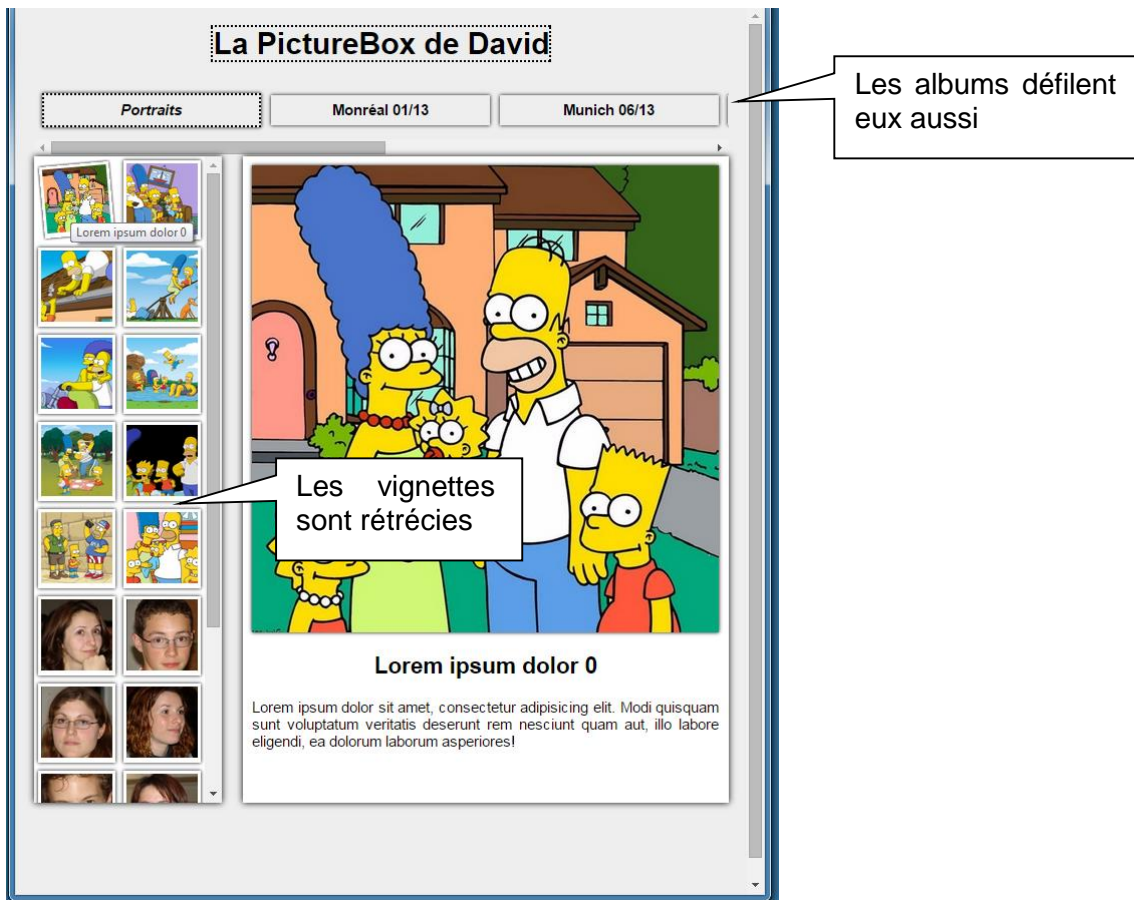 La PictureBox de David
Les albums défilent
eux aussi
Portraits
Monréal 01/13
Munich 06/13
Lorem ipsum dolor 0
Les vignettes
sont rétrécies
Lorem ipsum dolor 0
Lorem ipsum dolor sit amet, consectetur adipisicing elit. Modi quisquam
sunt voluptatum veritatis deserunt rem nesciunt quam aut, illo labore
eligendi, ea dolorum laborum asperiores!